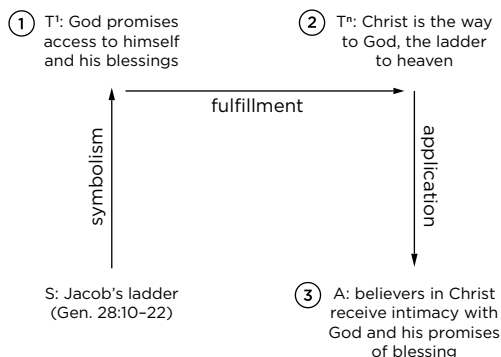 1 T¹: God promises
access to himself
and his blessings
2 Tⁿ: Christ is the way
to God, the ladder
to heaven
fulfillment
symbolism
application
S: Jacob's ladder
(Gen. 28:10–22)
3 A: believers in Christ
receive intimacy with
God and his promises
of blessing